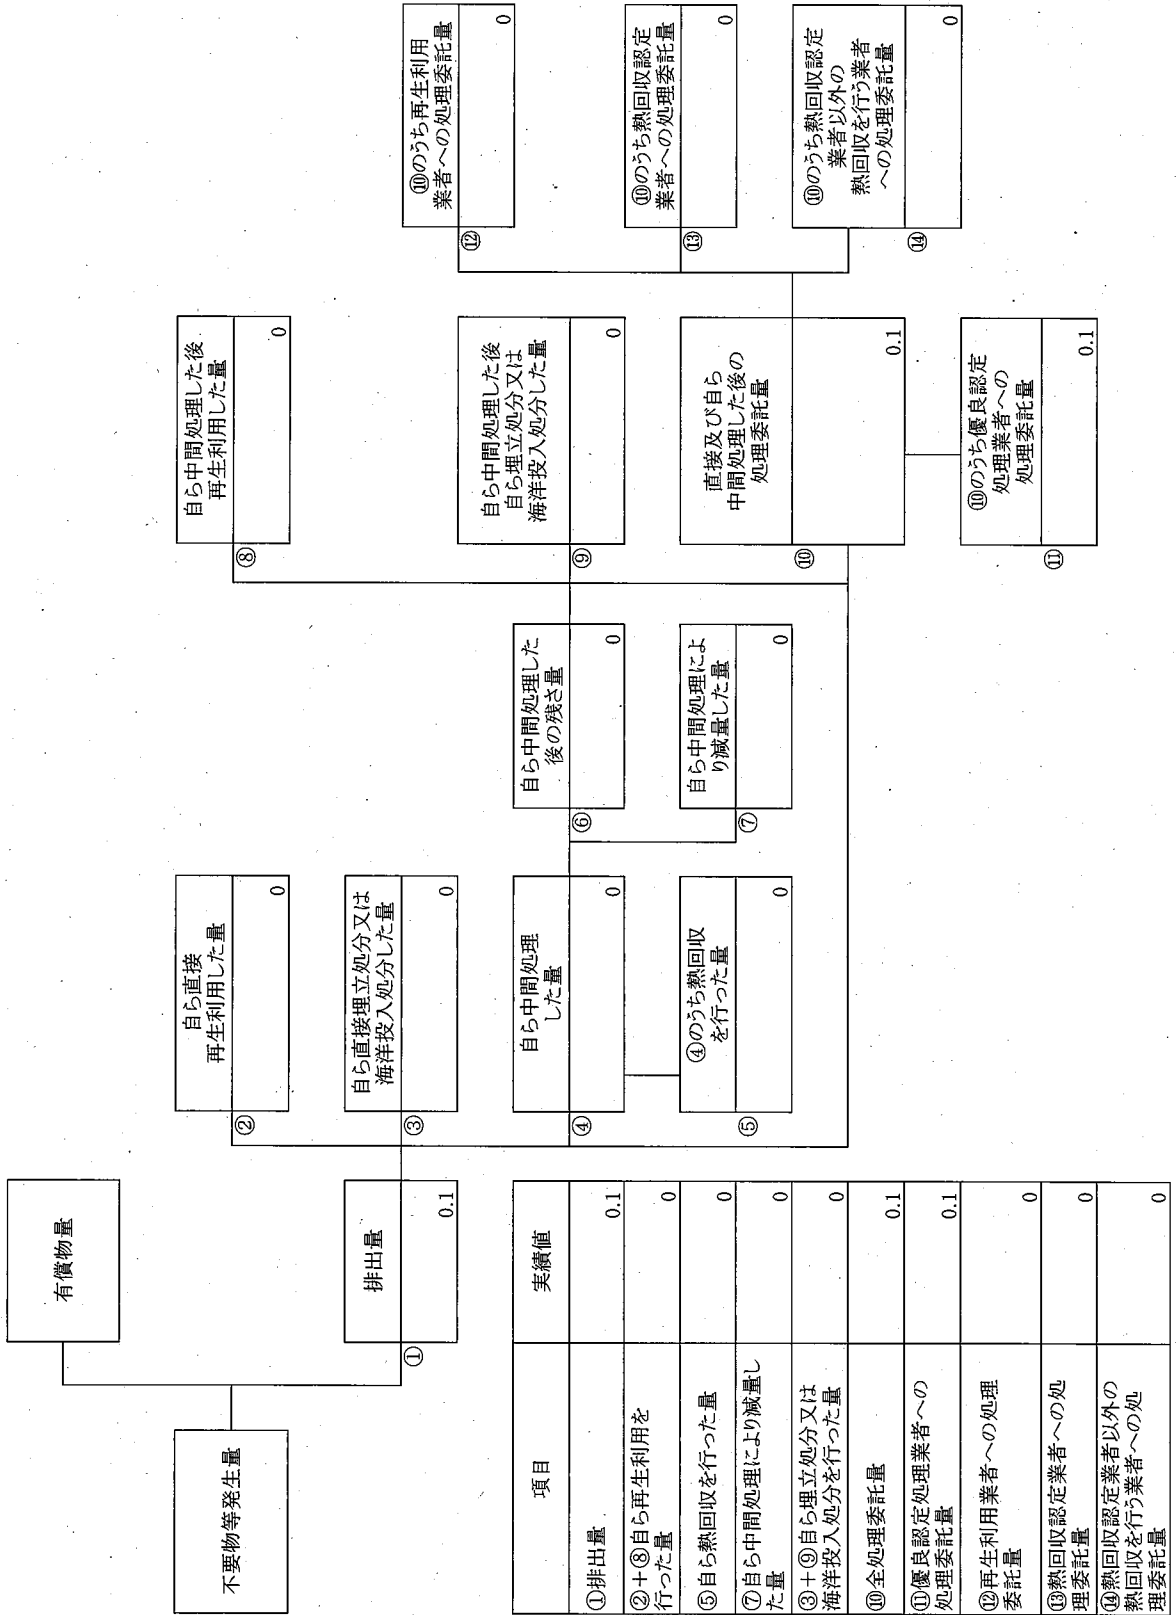 不要物等発生量
有償物量
排出量
①
0.1
自ら直接
再生利用した量
②
0
自ら直接埋立処分又は
海洋投入処分した量
③
0
自ら中間処理
した量
④
0
④のうち熱回収
を行った量
⑤
0
自ら中間処理した
後の残さ量
⑥
0
自ら中間処理によ
り減量した量
⑦
0
自ら中間処理した後
再生利用した量
⑧
0
自ら中間処理した後
自ら埋立処分又は
海洋投入処分した量
⑨
0
直接及び自ら
中間処理した後の
処理委託量
⑩
0.1
⑩のうち優良認定
処理業者への
処理委託量
⑪
0.1
⑩のうち再生利用
業者への処理委託量
⑫
0
⑩のうち熱回収認定
業者への処理委託量
⑬
0
⑩のうち熱回収認定
業者以外の
熱回収を行う業者
への処理委託量
⑭
0
項目 実績値
①排出量 0.1
②+⑧自ら再生利用を
行った量 0
⑤自ら熱回収を行った量 0
⑦自ら中間処理により減量し
た量 0
③+⑨自ら埋立処分又は
海洋投入処分を行った量 0
⑩全処理委託量 0.1
⑪優良認定処理業者への
処理委託量 0.1
⑫再生利用業者への処理
委託量 0
⑬熱回収認定業者への処
理委託量 0
⑭熱回収認定業者以外の
熱回収を行う業者への処
理委託量 0